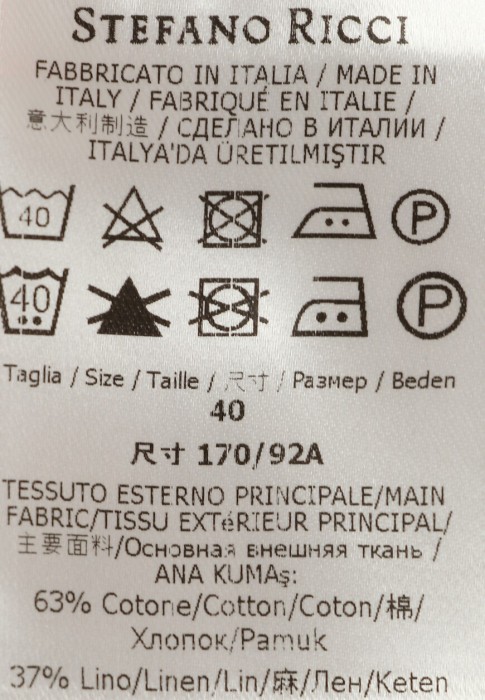 STEFANO RICCI
FABBRICATO IN ITALIA / MADE IN
ITALY / FABRIQUÉ EN ITALIE /
意大利制造 / СДЕЛАНО В ИТАЛИИ /
ITALYA'DA ÜRETILMIŞTIR
40 P
40 P
Taglia / Size / Taille / 尺寸 / Размер / Beden
40
尺寸 170/92A
TESSUTO ESTERNO PRINCIPALE/MAIN
FABRIC/TISSU EXTéRIEUR PRINCIPAL/
主要面料/Основная внешняя ткань /
ANA KUMAş:
63% Cotone/Cotton/Coton/棉/
Хлопок/Pamuk
37% Lino/Linen/Lin/麻/Лен/Keten